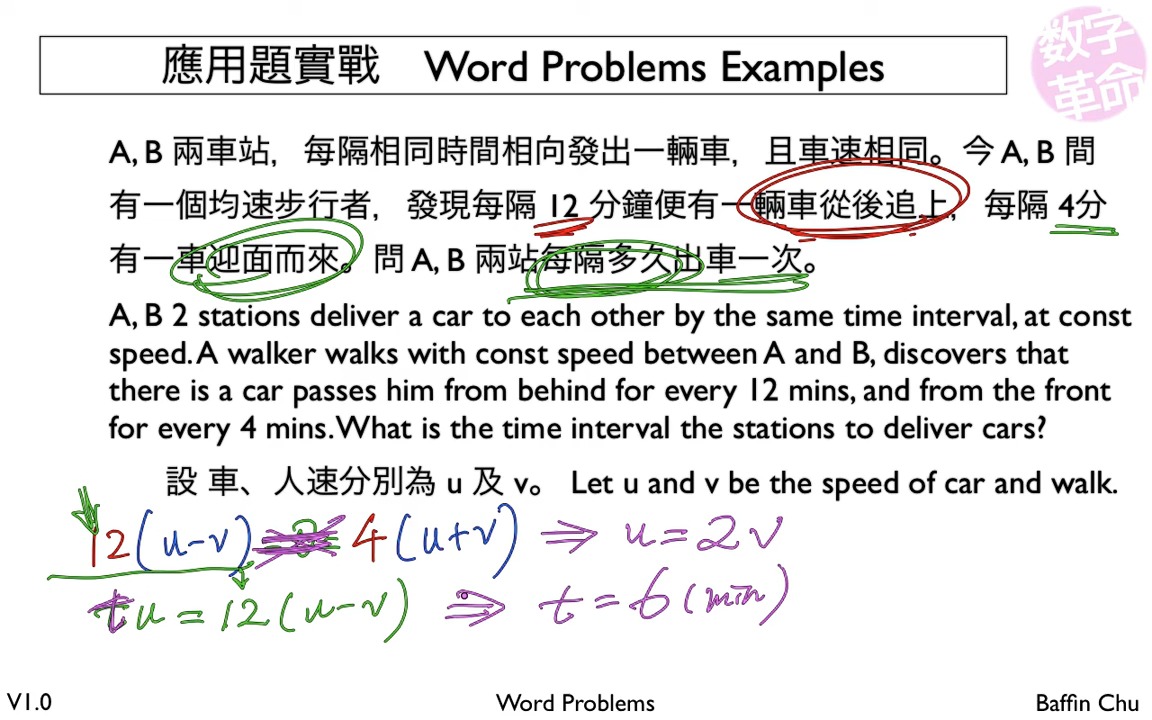 應用題實戰 Word Problems Examples
数字
革命
A, B 兩車站，每隔相同時間相向發出一輛車，且車速相同。今 A, B 間
有一個均速步行者，發現每隔 12 分鐘便有一輛車從後追上，每隔 4分
有一車迎面而來。問 A, B 兩站每隔多久出車一次。
A, B 2 stations deliver a car to each other by the same time interval, at const
speed. A walker walks with const speed between A and B, discovers that
there is a car passes him from behind for every 12 mins, and from the front
for every 4 mins. What is the time interval the stations to deliver cars?
設 車、人速分別為 u 及 v。 Let u and v be the speed of car and walk.
12(u-v) = 4(u+v) ⇒ u=2v
tu = 12(u-v) ⇒ t=6(min)
V1.0 Word Problems Baffin Chu